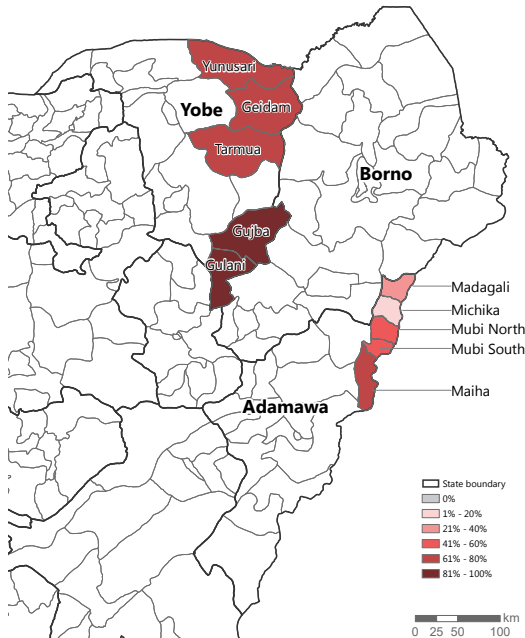 Yunusari
Yobe
Geidam
Tarmua
Borno
Gujba
Gulani
Madagali
Michika
Mubi North
Mubi South
Maiha
Adamawa
State boundary
0%
1% - 20%
21% - 40%
41% - 60%
61% - 80%
81% - 100%
km
0 25 50 100